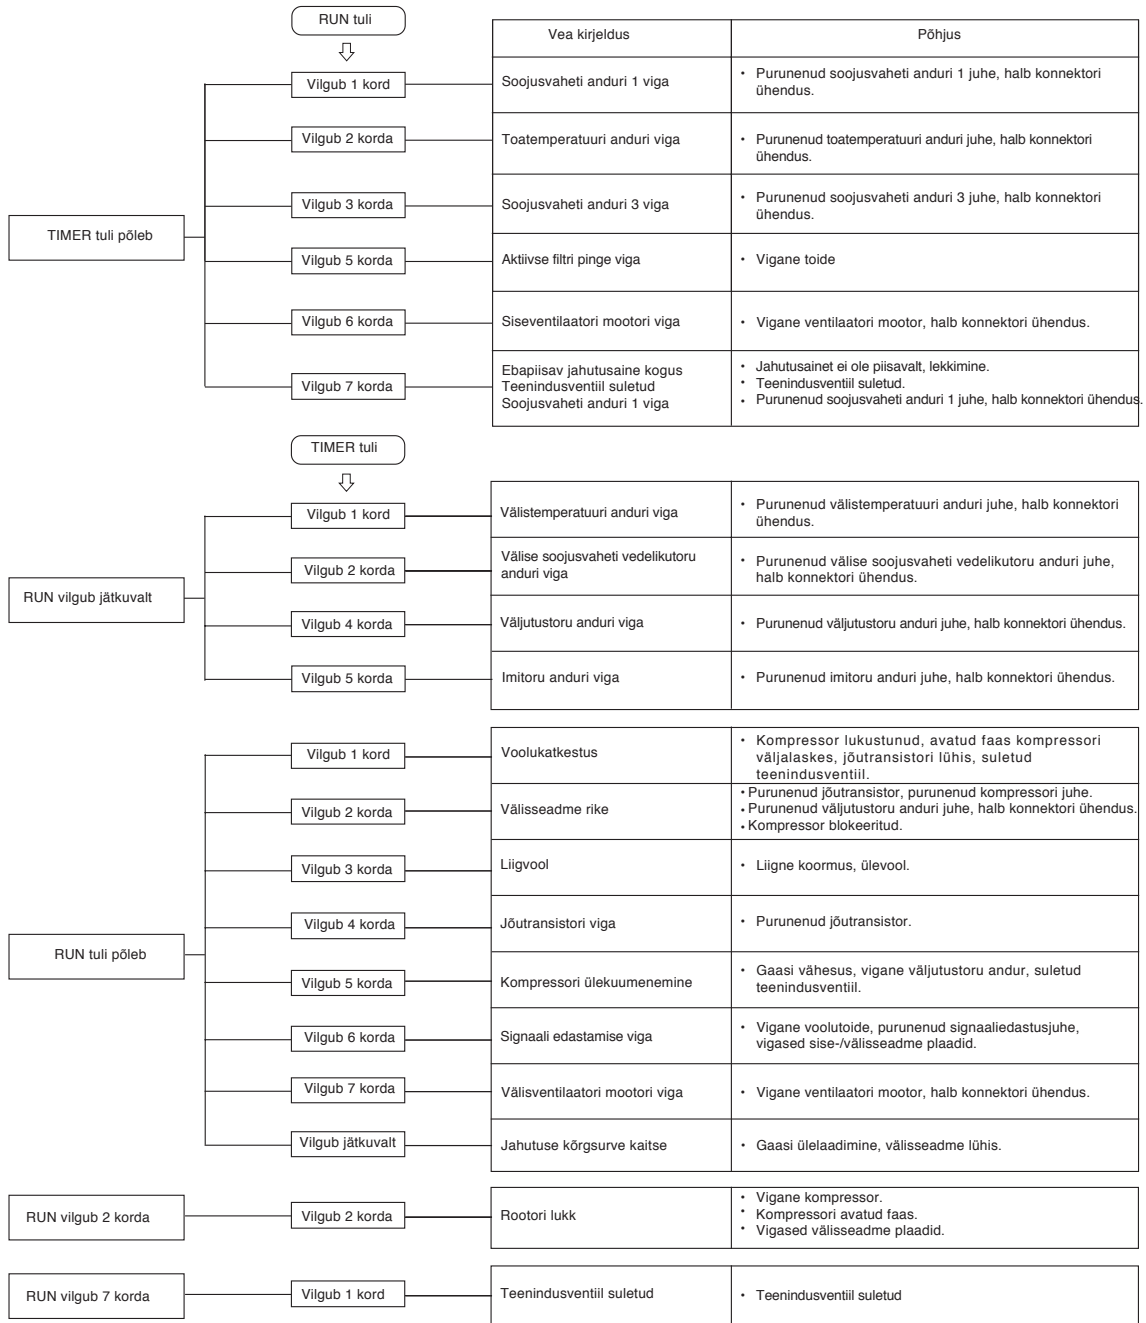 RUN tuli
Vea kirjeldus
Põhjus
Vilgub 1 kord
Soojusvaheti anduri 1 viga
• Purunenud soojusvaheti anduri 1 juhe, halb konnektori
ühendus.
Vilgub 2 korda
Toatemperatuuri anduri viga
• Purunenud toatemperatuuri anduri juhe, halb konnektori
ühendus.
Vilgub 3 korda
Soojusvaheti anduri 3 viga
• Purunenud soojusvaheti anduri 3 juhe, halb konnektori
ühendus.
TIMER tuli põleb
Vilgub 5 korda
Aktiivse filtri pinge viga
• Vigane toide
Vilgub 6 korda
Siseventilaatori mootori viga
• Vigane ventilaatori mootor, halb konnektori ühendus.
Vilgub 7 korda
Ebapiisav jahutusaine kogus
Teenindusventiil suletud
Soojusvaheti anduri 1 viga
• Jahutusainet ei ole piisavalt, lekkimine.
• Teenindusventiil suletud.
• Purunenud soojusvaheti anduri 1 juhe, halb konnektori ühendus.
TIMER tuli
Vilgub 1 kord
Välistemperatuuri anduri viga
• Purunenud välistemperatuuri anduri juhe, halb konnektori
ühendus.
Vilgub 2 korda
Välise soojusvaheti vedelikutoru
anduri viga
• Purunenud välise soojusvaheti vedelikutoru anduri juhe,
halb konnektori ühendus.
RUN vilgub jätkuvalt
Vilgub 4 korda
Väljutustoru anduri viga
• Purunenud väljutustoru anduri juhe, halb konnektori ühendus.
Vilgub 5 korda
Imitoru anduri viga
• Purunenud imitoru anduri juhe, halb konnektori ühendus.
Vilgub 1 kord
Voolukatkestus
• Kompressor lukustunud, avatud faas kompressori
väljalaskes, jõutransistori lühis, suletud
teenindusventiil.
Vilgub 2 korda
Välisseadme rike
• Purunenud jõutransistor, purunenud kompressori juhe.
• Purunenud väljutustoru anduri juhe, halb konnektori ühendus.
• Kompressor blokeeritud.
Vilgub 3 korda
Liigvool
• Liigne koormus, ülevool.
Vilgub 4 korda
Jõutransistori viga
• Purunenud jõutransistor.
RUN tuli põleb
Vilgub 5 korda
Kompressori ülekuumenemine
• Gaasi vähesus, vigane väljutustoru andur, suletud
teenindusventiil.
Vilgub 6 korda
Signaali edastamise viga
• Vigane voolutoide, purunenud signaaliedastusjuhe,
vigased sise-/välisseadme plaadid.
Vilgub 7 korda
Välisventilaatori mootori viga
• Vigane ventilaatori mootor, halb konnektori ühendus.
Vilgub jätkuvalt
Jahutuse kõrgsurve kaitse
• Gaasi ülelaadimine, välisseadme lühis.
RUN vilgub 2 korda
Vilgub 2 korda
Rootori lukk
• Vigane kompressor.
• Kompressori avatud faas.
• Vigased välisseadme plaadid.
RUN vilgub 7 korda
Vilgub 1 kord
Teenindusventiil suletud
• Teenindusventiil suletud